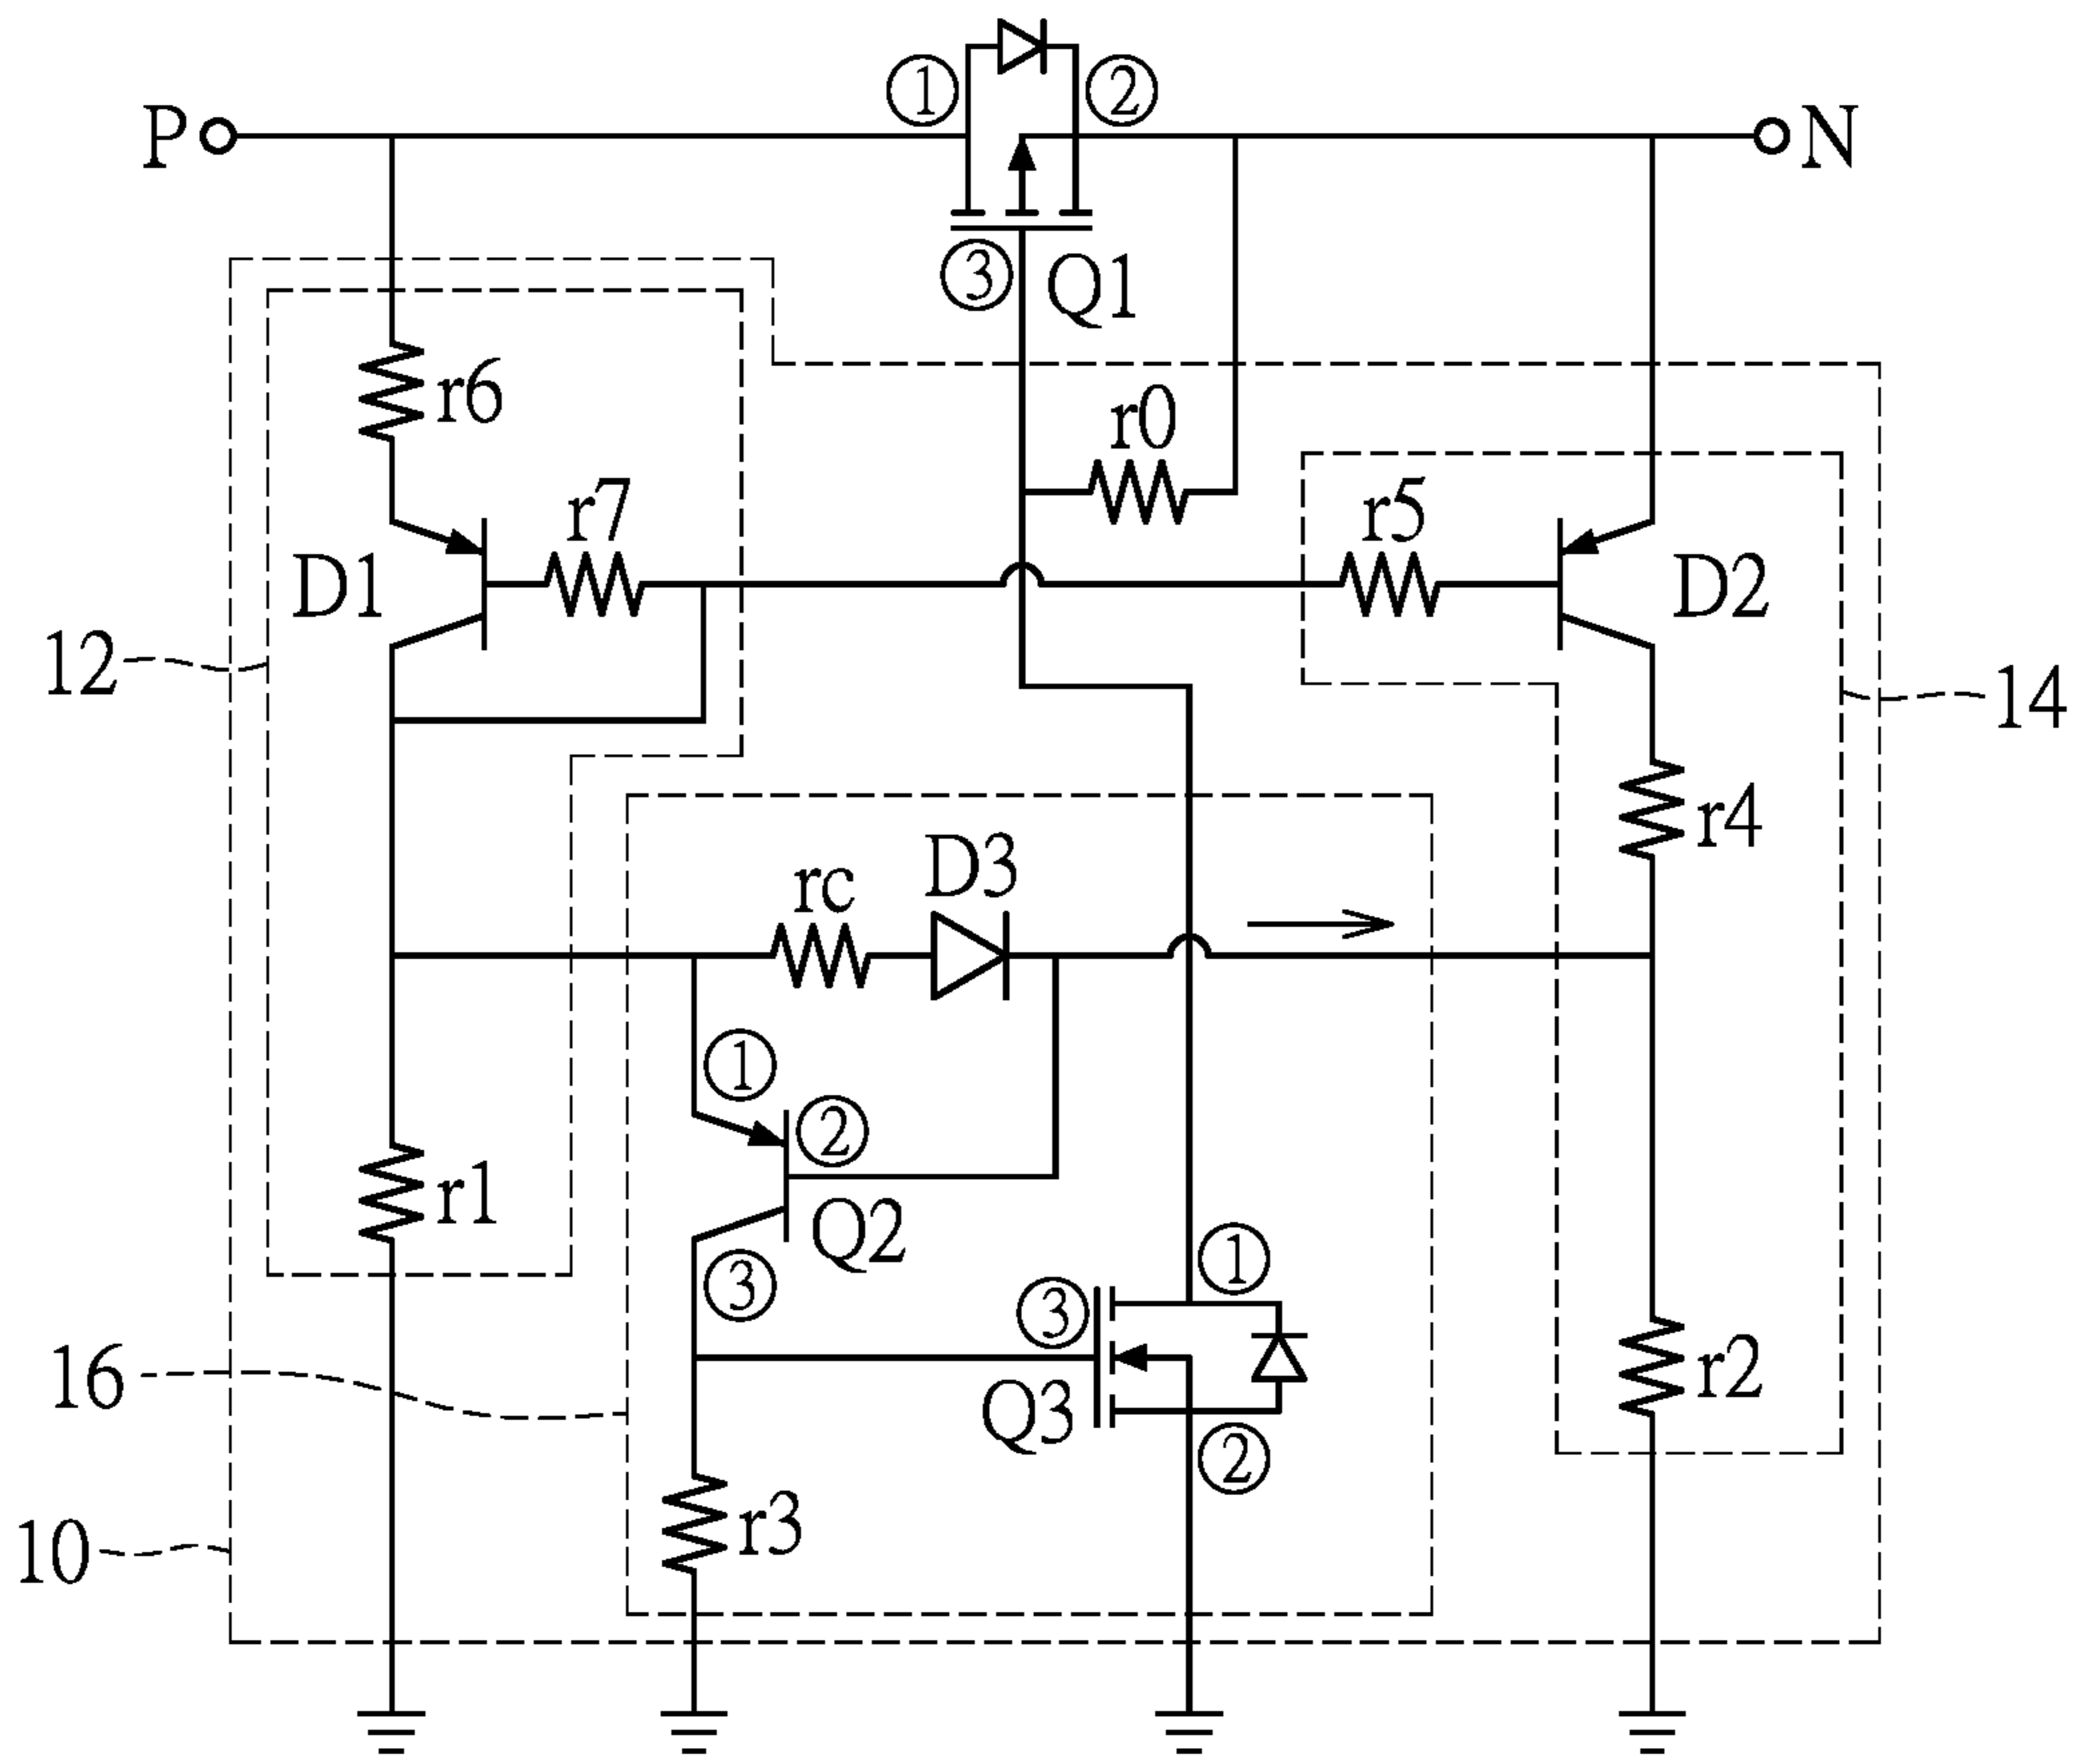 ① ②
P N
③ Q1
r6 r0
r7 r5
D1 D2
12 14
r4
rc D3
①
②
r1 Q2
③ ③ ①
16 Q3 r2
②
r3
10